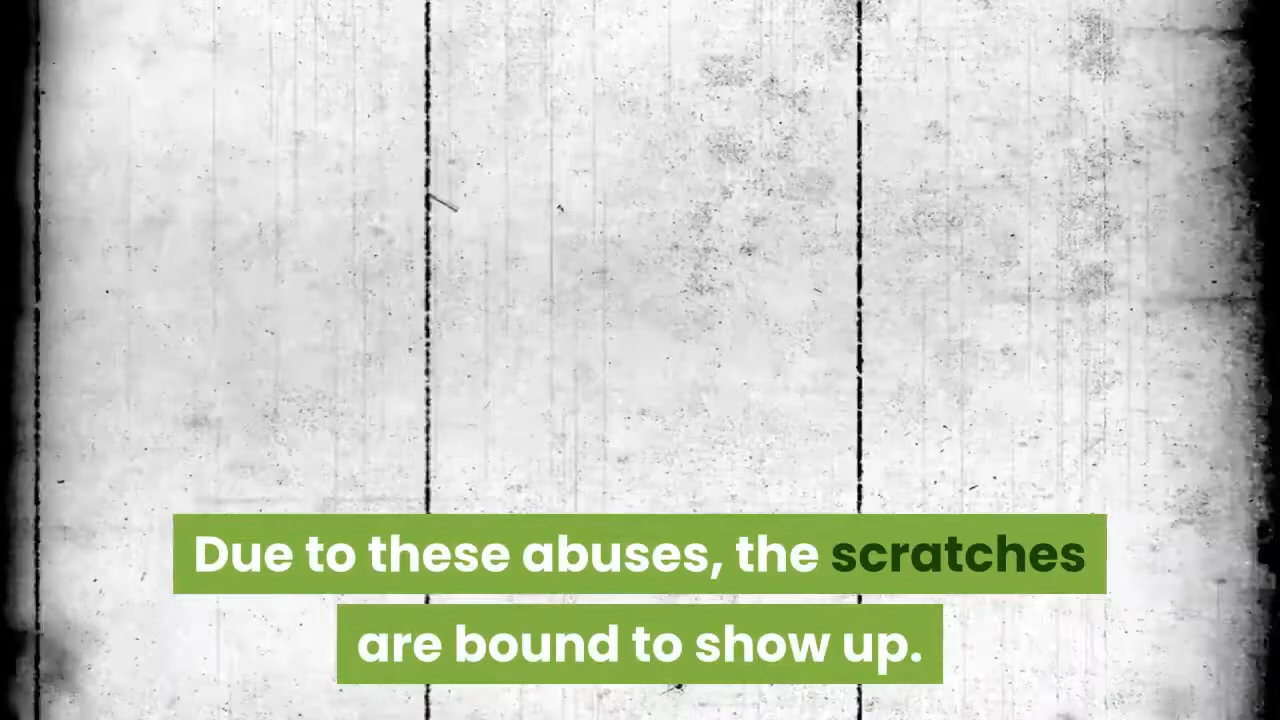 Due to these abuses, the scratches
are bound to show up.